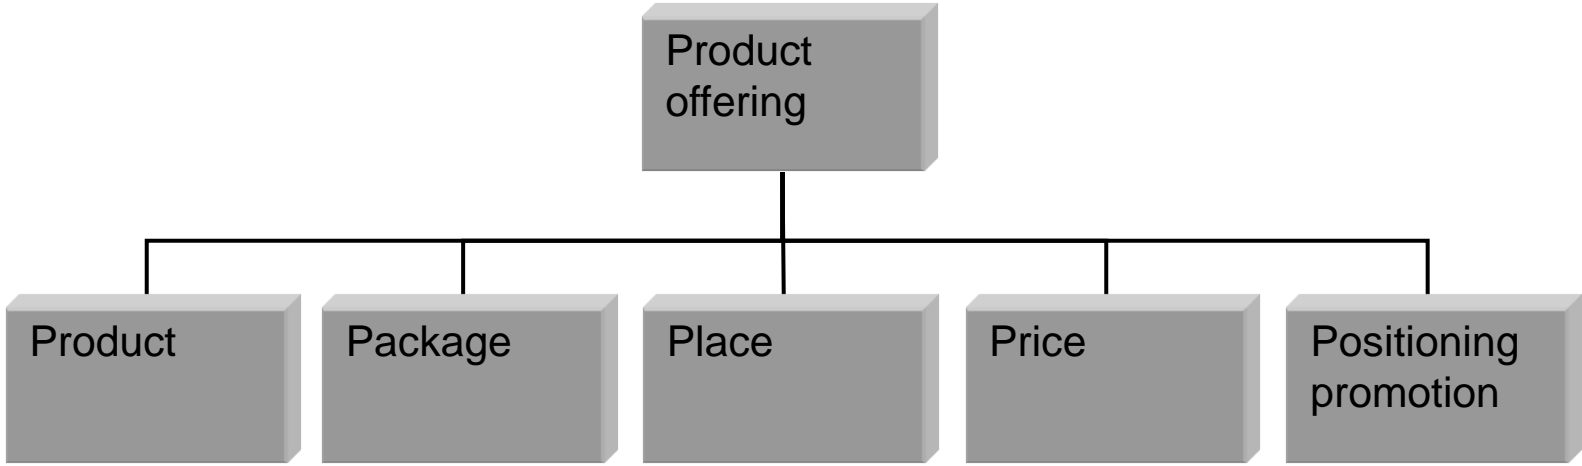 Product
offering
Product
Package
Place
Price
Positioning
promotion